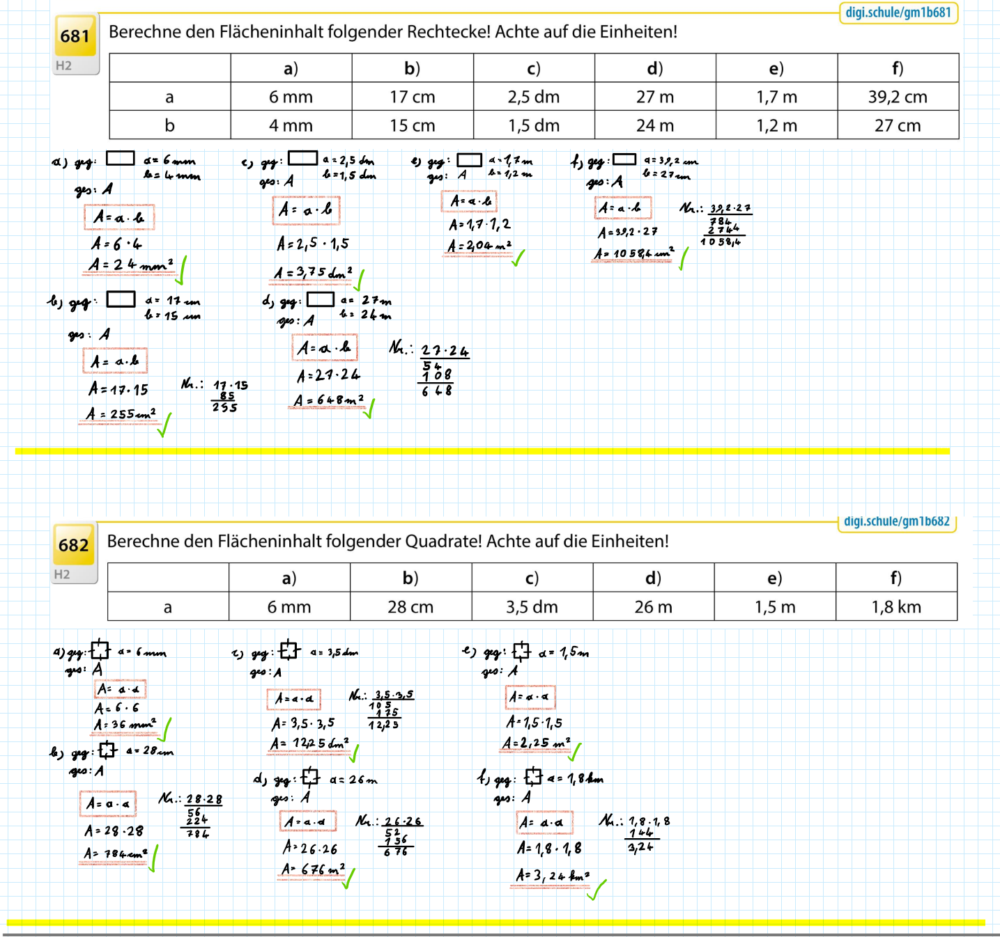 digi.schule/gm1b681
681
H2
Berechne den Flächeninhalt folgender Rechtecke! Achte auf die Einheiten!
a) b) c) d) e) f)
a 6 mm 17 cm 2,5 dm 27 m 1,7 m 39,2 cm
b 4 mm 15 cm 1,5 dm 24 m 1,2 m 27 cm
a) geg: a = 6 mm
b = 4 mm
ges: A
A = a · b
A = 6 · 4
A = 24 mm²
b) geg: a = 17 cm
b = 15 cm
ges: A
A = a · b
A = 17 · 15
A = 255 cm²
Nr.: 17 · 15
85
255
c) geg: a = 2,5 dm
b = 1,5 dm
ges: A
A = a · b
A = 2,5 · 1,5
A = 3,75 dm²
d) geg: a = 27 m
b = 24 m
ges: A
A = a · b
A = 27 · 24
A = 648 m²
Nr.: 27 · 24
54
108
648
e) geg: a = 1,7 m
b = 1,2 m
ges: A
A = a · b
A = 1,7 · 1,2
A = 2,04 m²
f) geg: a = 39,2 cm
b = 27 cm
ges: A
A = a · b
A = 39,2 · 27
A = 1058,4 cm²
Nr.: 39,2 · 27
784
2744
1058,4
digi.schule/gm1b682
682
H2
Berechne den Flächeninhalt folgender Quadrate! Achte auf die Einheiten!
a) b) c) d) e) f)
a 6 mm 28 cm 3,5 dm 26 m 1,5 m 1,8 km
a) geg: a = 6 mm
ges: A
A = a · a
A = 6 · 6
A = 36 mm²
b) geg: a = 28 cm
ges: A
A = a · a
A = 28 · 28
A = 784 cm²
Nr.: 28 · 28
56
224
784
c) geg: a = 3,5 dm
ges: A
A = a · a
A = 3,5 · 3,5
A = 12,25 dm²
Nr.: 3,5 · 3,5
105
175
12,25
d) geg: a = 26 m
ges: A
A = a · a
A = 26 · 26
A = 676 m²
Nr.: 26 · 26
52
156
676
e) geg: a = 1,5 m
ges: A
A = a · a
A = 1,5 · 1,5
A = 2,25 m²
f) geg: a = 1,8 km
ges: A
A = a · a
A = 1,8 · 1,8
A = 3,24 km²
Nr.: 1,8 · 1,8
144
3,24